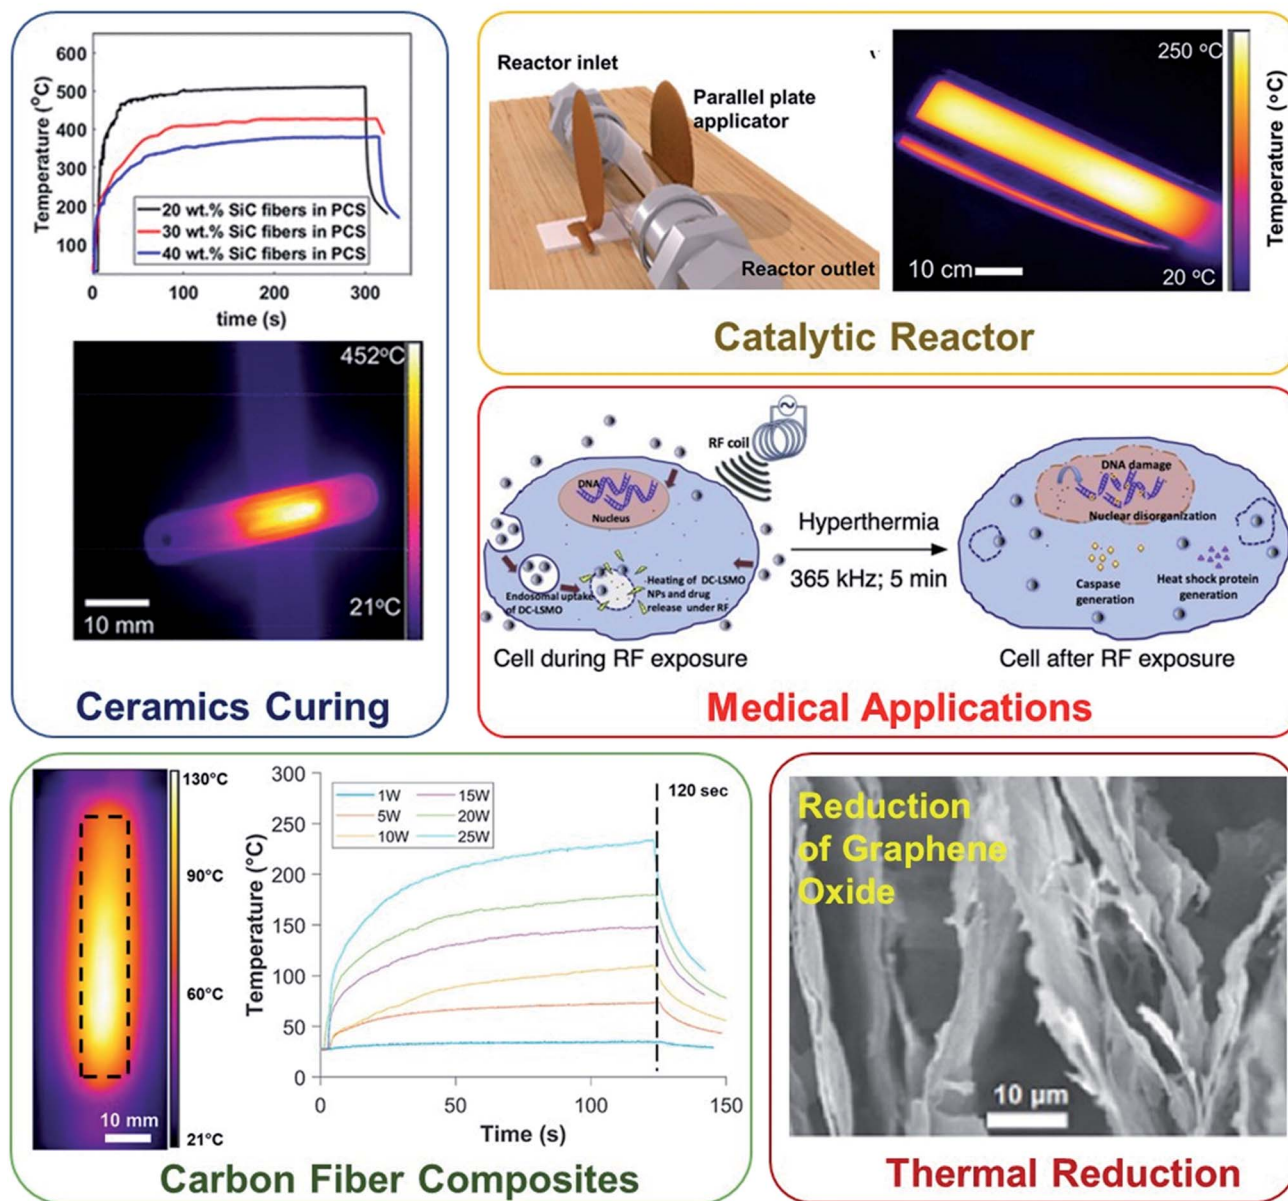 600
500
400
300
200
100
Temperature (°C)
20 wt.% SiC fibers in PCS
30 wt.% SiC fibers in PCS
40 wt.% SiC fibers in PCS
0
100
200
300
time (s)
452°C
21°C
10 mm
Ceramics Curing
Reactor inlet
Parallel plate
applicator
Reactor outlet
250 °C
20 °C
10 cm
Temperature (°C)
Catalytic Reactor
RF coil
DNA
Nucleus
Endosomal uptake
of DC-LSMO
Heating of DC-LSMO
NPs and drug
release under RF
Cell during RF exposure
Hyperthermia
365 kHz; 5 min
DNA damage
Nuclear disorganization
Caspase
generation
Heat shock protein
generation
Cell after RF exposure
Medical Applications
130°C
90°C
60°C
21°C
10 mm
300
250
200
150
100
50
0
Temperature (°C)
1W
5W
10W
15W
20W
25W
120 sec
0
50
100
150
Time (s)
Carbon Fiber Composites
Reduction
of Graphene
Oxide
10 µm
Thermal Reduction